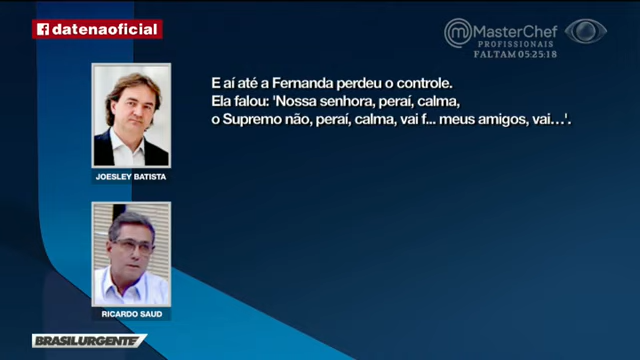 datenaoficial
MasterChef
PROFISSIONAIS
FALTAM 05:25:18
E aí até a Fernanda perdeu o controle.
Ela falou: 'Nossa senhora, peraí, calma,
o Supremo não, peraí, calma, vai f... meus amigos, vai…'.
JOESLEY BATISTA
RICARDO SAUD
BRASILURGENTE